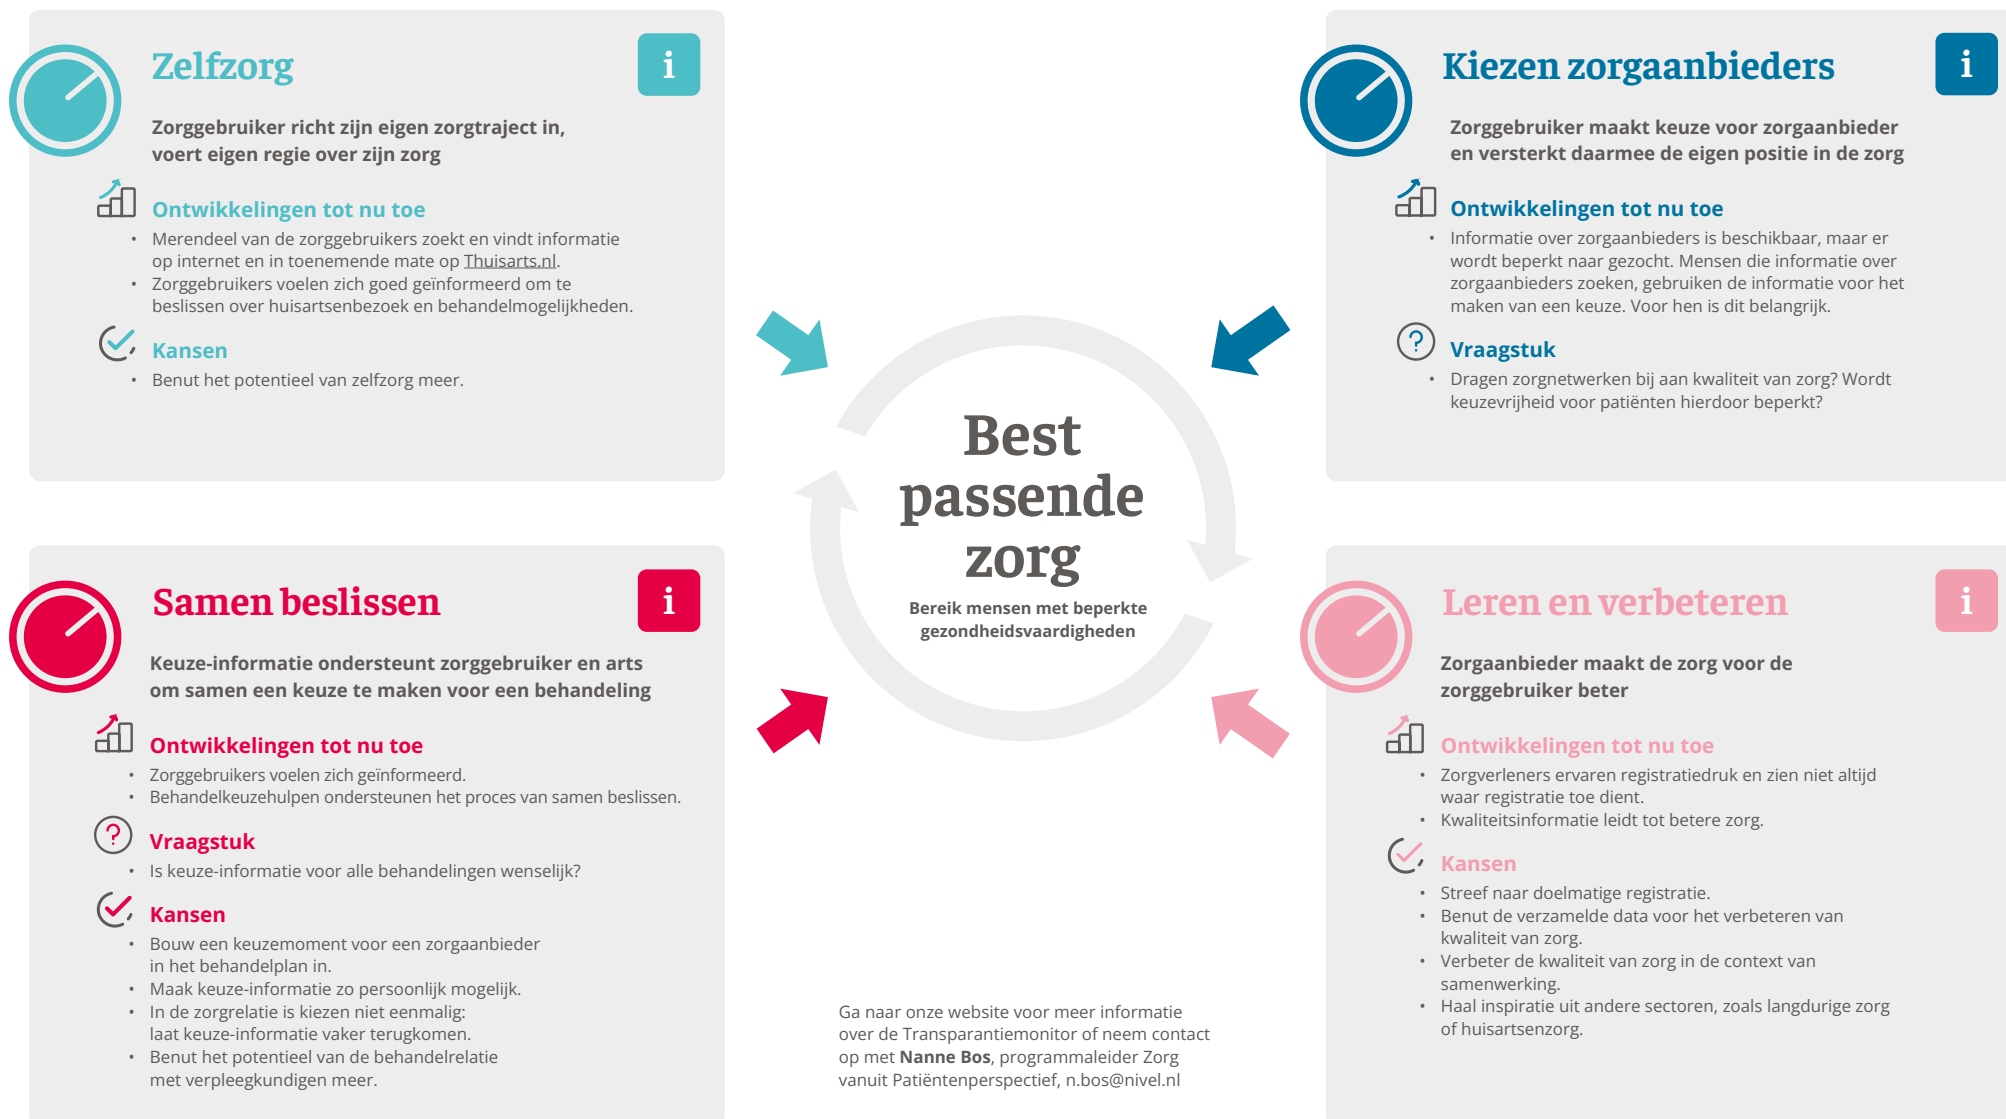 Zelfzorg
i
Zorggebruiker richt zijn eigen zorgtraject in,
voert eigen regie over zijn zorg
Ontwikkelingen tot nu toe
• Merendeel van de zorggebruikers zoekt en vindt informatie
op internet en in toenemende mate op Thuisarts.nl.
• Zorggebruikers voelen zich goed geïnformeerd om te
beslissen over huisartsenbezoek en behandelmogelijkheden.
Kansen
• Benut het potentieel van zelfzorg meer.
Kiezen zorgaanbieders
i
Zorggebruiker maakt keuze voor zorgaanbieder
en versterkt daarmee de eigen positie in de zorg
Ontwikkelingen tot nu toe
• Informatie over zorgaanbieders is beschikbaar, maar er
wordt beperkt naar gezocht. Mensen die informatie over
zorgaanbieders zoeken, gebruiken de informatie voor het
maken van een keuze. Voor hen is dit belangrijk.
?
Vraagstuk
• Dragen zorgnetwerken bij aan kwaliteit van zorg? Wordt
keuzevrijheid voor patiënten hierdoor beperkt?
Best
passende
zorg
Bereik mensen met beperkte
gezondheidsvaardigheden
Samen beslissen
i
Keuze-informatie ondersteunt zorggebruiker en arts
om samen een keuze te maken voor een behandeling
Ontwikkelingen tot nu toe
• Zorggebruikers voelen zich geïnformeerd.
• Behandelkeuzehulpen ondersteunen het proces van samen beslissen.
?
Vraagstuk
• Is keuze-informatie voor alle behandelingen wenselijk?
Kansen
• Bouw een keuzemoment voor een zorgaanbieder
in het behandelplan in.
• Maak keuze-informatie zo persoonlijk mogelijk.
• In de zorgrelatie is kiezen niet eenmalig:
laat keuze-informatie vaker terugkomen.
• Benut het potentieel van de behandelrelatie
met verpleegkundigen meer.
Leren en verbeteren
i
Zorgaanbieder maakt de zorg voor de
zorggebruiker beter
Ontwikkelingen tot nu toe
• Zorgverleners ervaren registratiedruk en zien niet altijd
waar registratie toe dient.
• Kwaliteitsinformatie leidt tot betere zorg.
Kansen
• Streef naar doelmatige registratie.
• Benut de verzamelde data voor het verbeteren van
kwaliteit van zorg.
• Verbeter de kwaliteit van zorg in de context van
samenwerking.
• Haal inspiratie uit andere sectoren, zoals langdurige zorg
of huisartsenzorg.
Ga naar onze website voor meer informatie
over de Transparantiemonitor of neem contact
op met Nanne Bos, programmaleider Zorg
vanuit Patiëntenperspectief, n.bos@nivel.nl